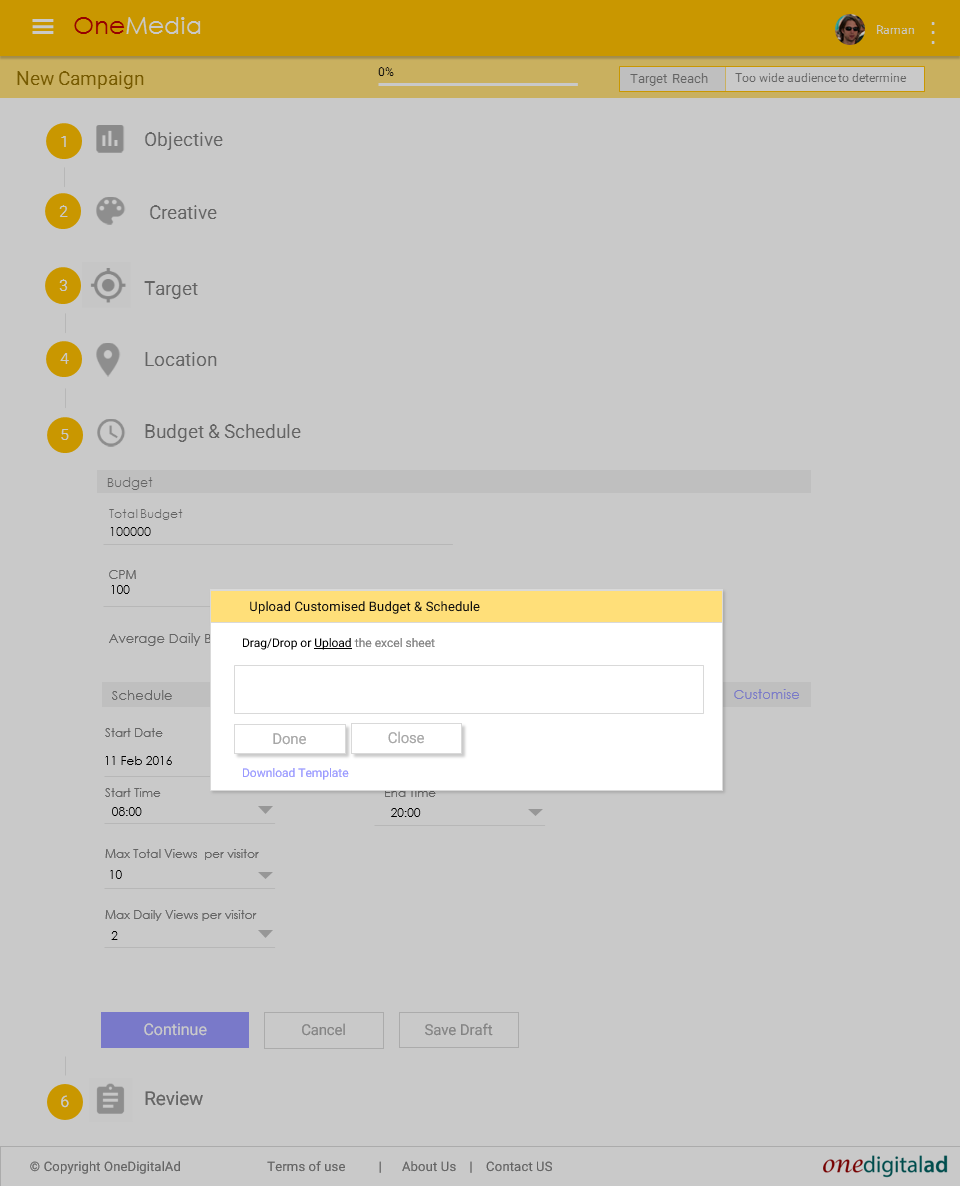 OneMedia
Raman
New Campaign
0%
Target Reach
Too wide audience to determine
1
Objective
2
Creative
3
Target
4
Location
5
Budget & Schedule
Budget
Total Budget
100000
CPM
100
Upload Customised Budget & Schedule
Drag/Drop or Upload the excel sheet
Average Daily B
Schedule
Customise
Start Date
Done
Close
11 Feb 2016
Download Template
Start Time
End Time
08:00
20:00
Max Total Views per visitor
10
Max Daily Views per visitor
2
Continue
Cancel
Save Draft
6
Review
© Copyright OneDigitalAd
Terms of use | About Us | Contact US
onedigitalad